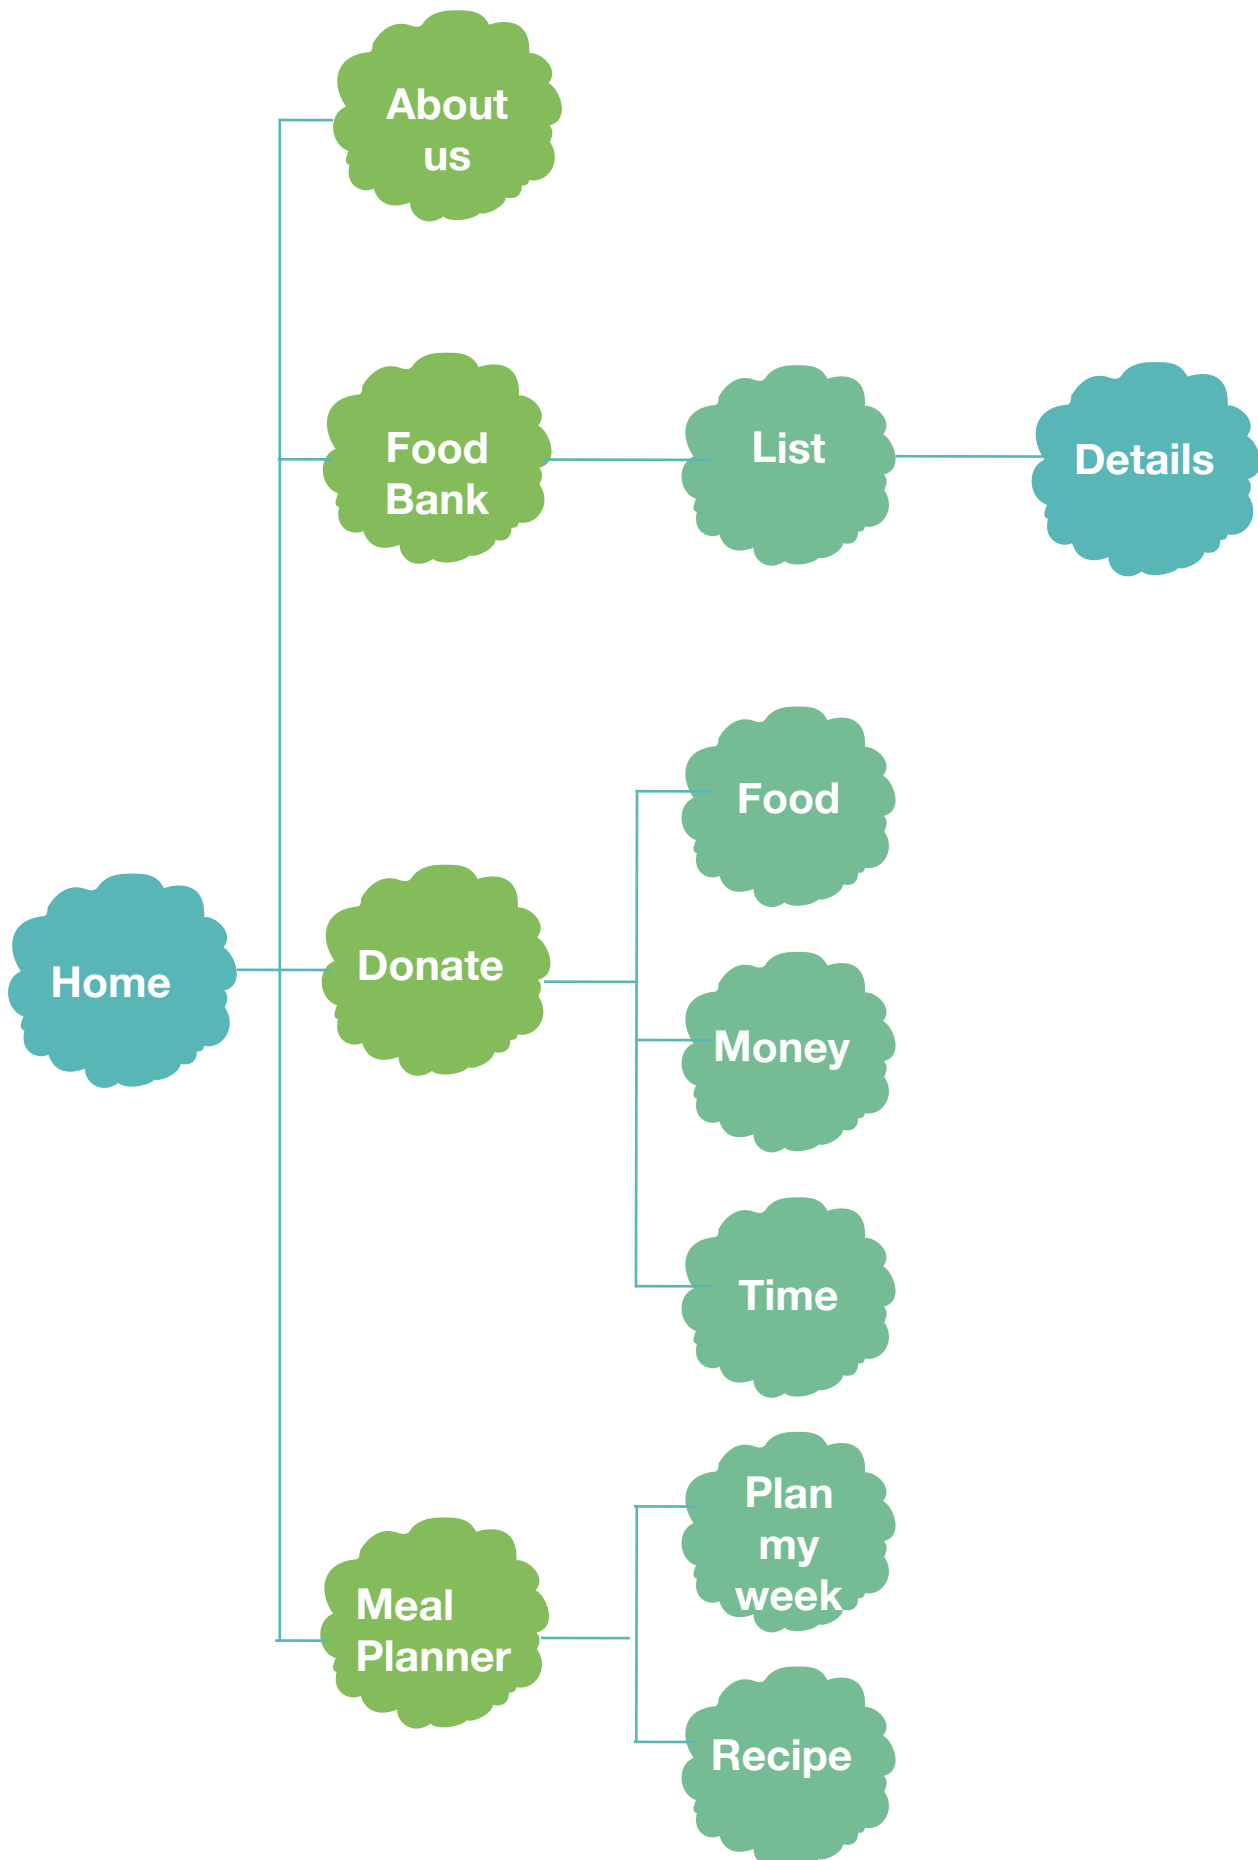 About
us
Food
Bank
List
Details
Food
Home
Donate
Money
Time
Plan
my
week
Meal
Planner
Recipe